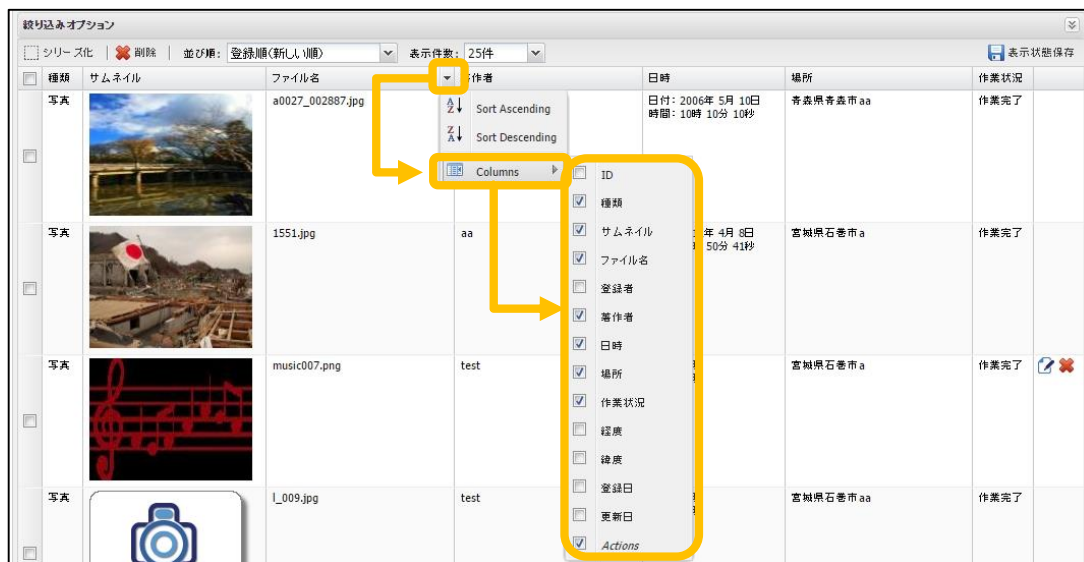 絞り込みオプション
シリーズ化 削除 並び順: 登録順(新しい順) 表示件数: 25件 表示状態保存
種類 サムネイル ファイル名 作者 日時 場所 作業状況
写真 a0027_002887.jpg 日付: 2006年 5月 10日 青森県青森市aa 作業完了
時間: 10時 10分 10秒
Sort Ascending
Sort Descending
Columns
ID
種類
サムネイル
ファイル名
登録者
著作者
日時
場所
作業状況
経度
緯度
登録日
更新日
Actions
写真 1551.jpg aa 年 4月 8日 宮城県石巻市a 作業完了
50分 41秒
写真 music007.png test 宮城県石巻市a 作業完了
写真 l_009.jpg test 宮城県石巻市aa 作業完了